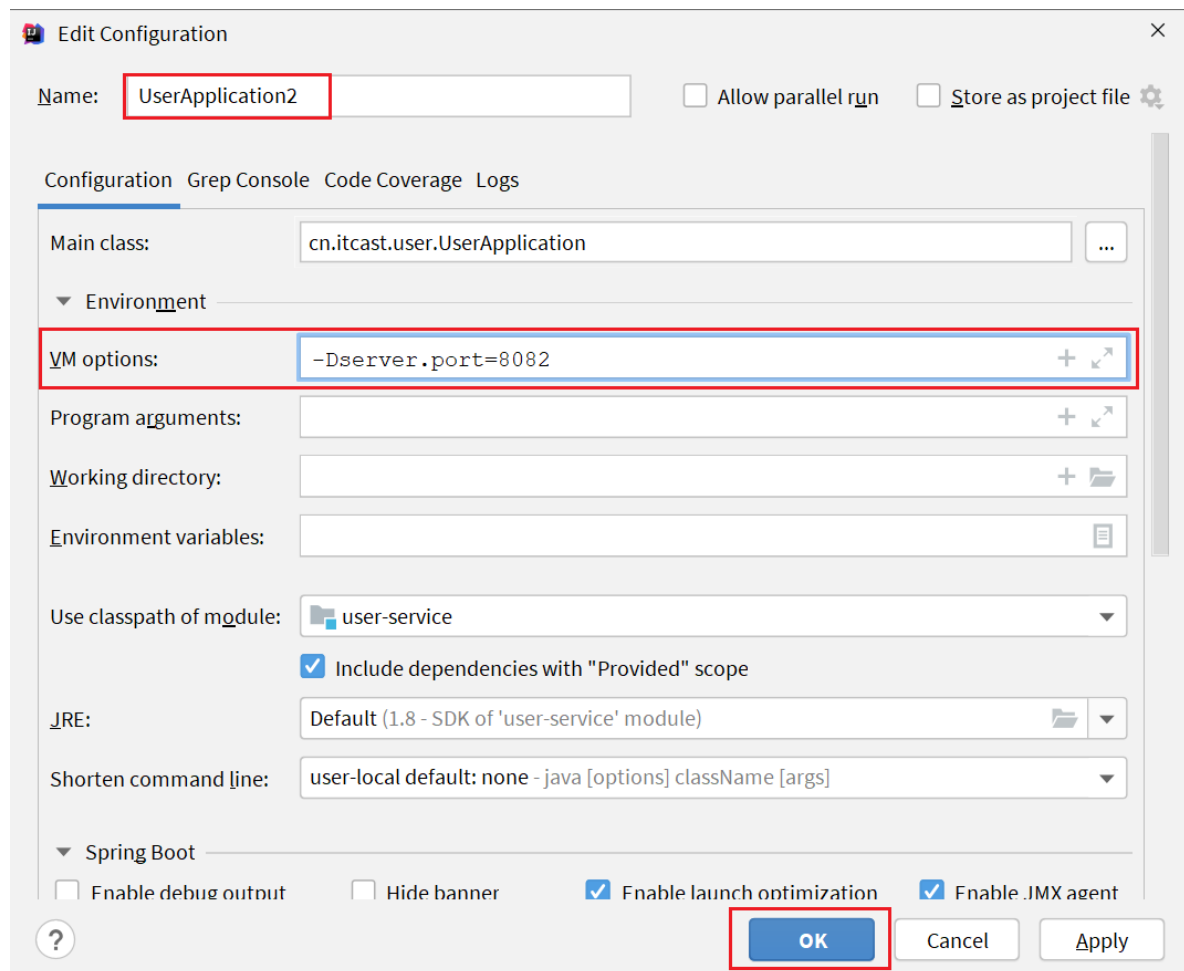 Edit Configuration
Name: UserApplication2 Allow parallel run Store as project file
Configuration Grep Console Code Coverage Logs
Main class: cn.itcast.user.UserApplication ...
Environment
VM options: -Dserver.port=8082
Program arguments:
Working directory:
Environment variables:
Use classpath of module: user-service
Include dependencies with "Provided" scope
JRE: Default (1.8 - SDK of 'user-service' module)
Shorten command line: user-local default: none - java [options] className [args]
Spring Boot
Enable debug output Hide banner Enable launch optimization Enable JMX agent
? OK Cancel Apply